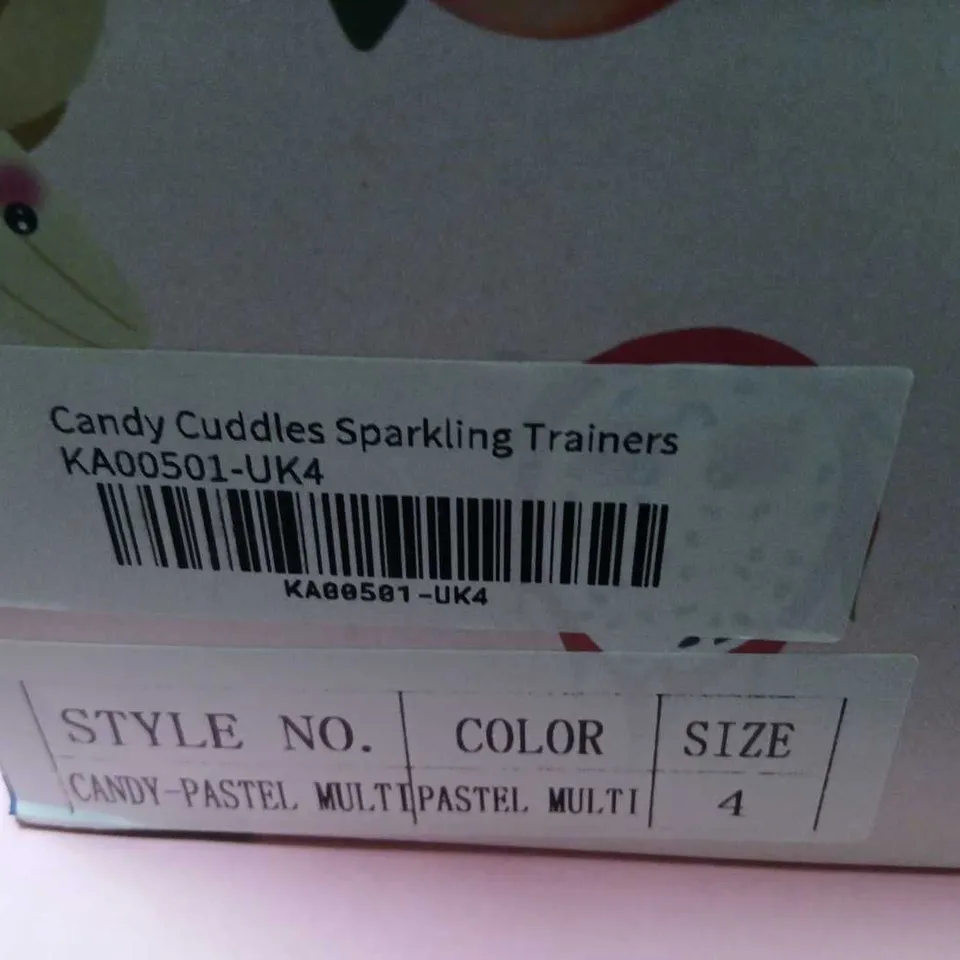 Candy Cuddles Sparkling Trainers
KA00501-UK4
KA00501-UK4
STYLE NO. COLOR SIZE
CANDY-PASTEL MULTI PASTEL MULTI 4